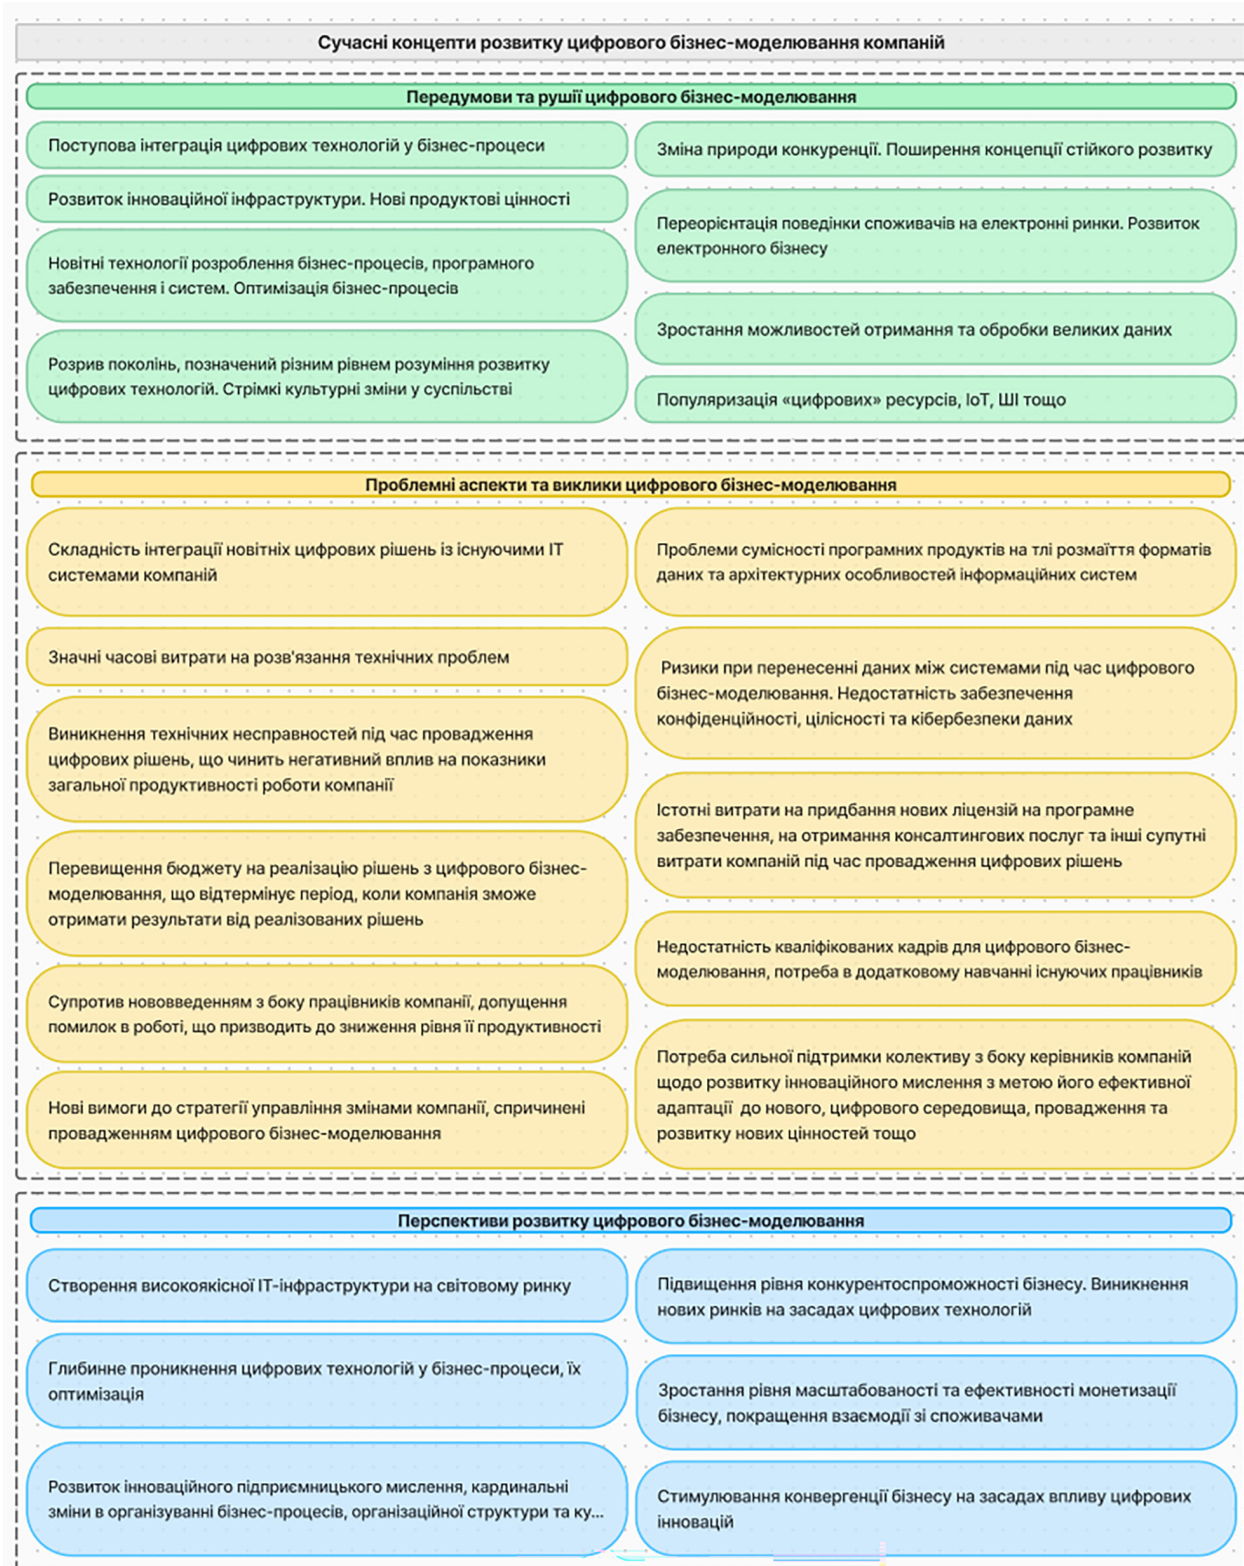 Сучасні концепти розвитку цифрового бізнес-моделювання компаній
Передумови та рушії цифрового бізнес-моделювання
Поступова інтеграція цифрових технологій у бізнес-процеси
Розвиток інноваційної інфраструктури. Нові продуктові цінності
Новітні технології розроблення бізнес-процесів, програмного
забезпечення і систем. Оптимізація бізнес-процесів
Розрив поколінь, позначений різним рівнем розуміння розвитку
цифрових технологій. Стрімкі культурні зміни у суспільстві
Зміна природи конкуренції. Поширення концепції стійкого розвитку
Переорієнтація поведінки споживачів на електронні ринки. Розвиток
електронного бізнесу
Зростання можливостей отримання та обробки великих даних
Популяризація «цифрових» ресурсів, IoT, ШІ тощо
Проблемні аспекти та виклики цифрового бізнес-моделювання
Складність інтеграції новітніх цифрових рішень із існуючими ІТ
системами компаній
Значні часові витрати на розв'язання технічних проблем
Виникнення технічних несправностей під час провадження
цифрових рішень, що чинить негативний вплив на показники
загальної продуктивності роботи компанії
Перевищення бюджету на реалізацію рішень з цифрового бізнес-
моделювання, що відтермінує період, коли компанія зможе
отримати результати від реалізованих рішень
Супротив нововведенням з боку працівників компанії, допущення
помилок в роботі, що призводить до зниження рівня її продуктивності
Нові вимоги до стратегії управління змінами компанії, спричинені
провадженням цифрового бізнес-моделювання
Проблеми сумісності програмних продуктів на тлі розмаїття форматів
даних та архітектурних особливостей інформаційних систем
Ризики при перенесенні даних між системами під час цифрового
бізнес-моделювання. Недостатність забезпечення
конфіденційності, цілісності та кібербезпеки даних
Істотні витрати на придбання нових ліцензій на програмне
забезпечення, на отримання консалтингових послуг та інші супутні
витрати компаній під час провадження цифрових рішень
Недостатність кваліфікованих кадрів для цифрового бізнес-
моделювання, потреба в додатковому навчанні існуючих працівників
Потреба сильної підтримки колективу з боку керівників компаній
щодо розвитку інноваційного мислення з метою його ефективної
адаптації до нового, цифрового середовища, провадження та
розвитку нових цінностей тощо
Перспективи розвитку цифрового бізнес-моделювання
Створення високоякісної ІТ-інфраструктури на світовому ринку
Глибинне проникнення цифрових технологій у бізнес-процеси, їх
оптимізація
Розвиток інноваційного підприємницького мислення, кардинальні
зміни в організуванні бізнес-процесів, організаційної структури та ку...
Підвищення рівня конкурентоспроможності бізнесу. Виникнення
нових ринків на засадах цифрових технологій
Зростання рівня масштабованості та ефективності монетизації
бізнесу, покращення взаємодії зі споживачами
Стимулювання конвергенції бізнесу на засадах впливу цифрових
інновацій